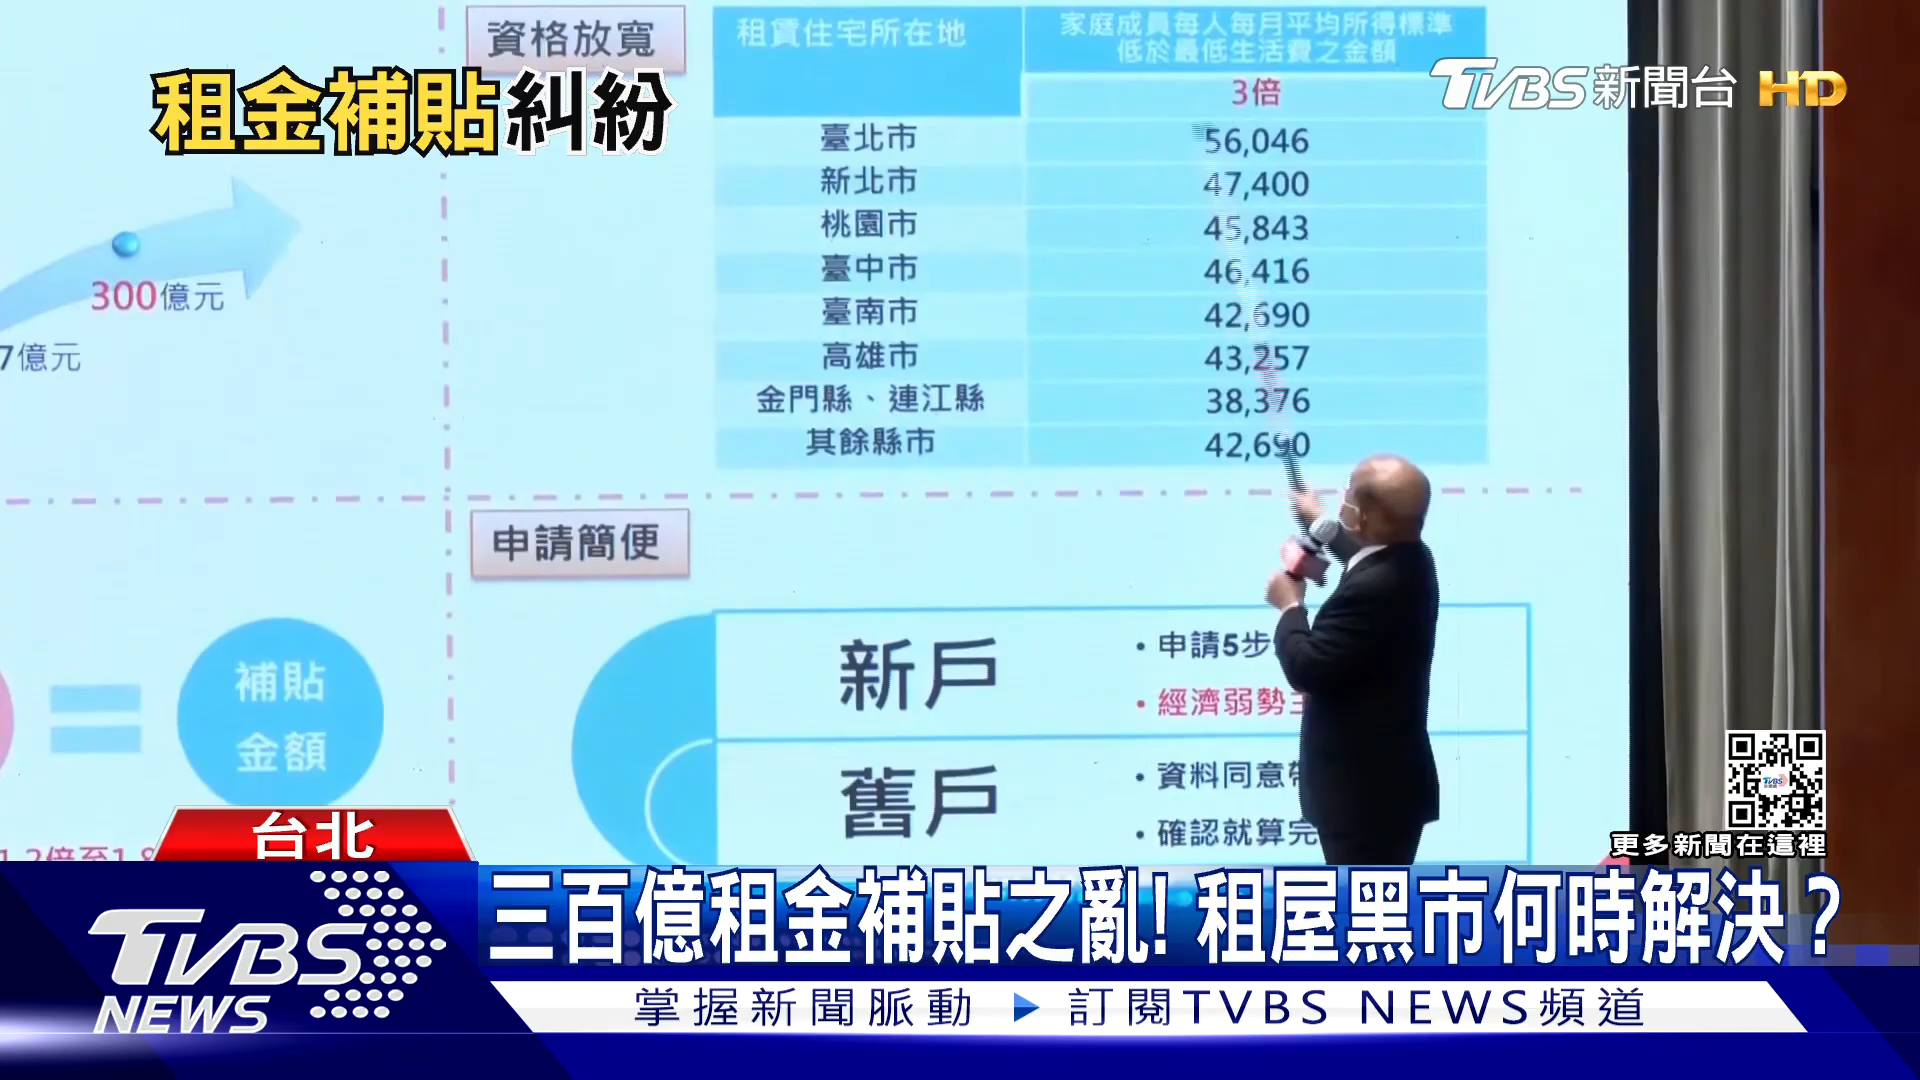 資格放寬
租賃住宅所在地
家庭成員每人每月平均所得標準
低於最低生活費之金額
3倍
TVBS新聞台 HD
租金補貼糾紛
臺北市 56,046
新北市 47,400
桃園市 45,843
臺中市 46,416
臺南市 42,690
高雄市 43,257
金門縣、連江縣 38,376
其餘縣市 42,690
300億元
7億元
申請簡便
補貼
金額
新戶
• 申請5步
• 經濟弱勢
舊戶
• 資料同意
• 確認就算完
TVBS
更多新聞在這裡
台北
三百億租金補貼之亂! 租屋黑市何時解決?
TVBS
NEWS
掌握新聞脈動 ▶ 訂閱TVBS NEWS頻道